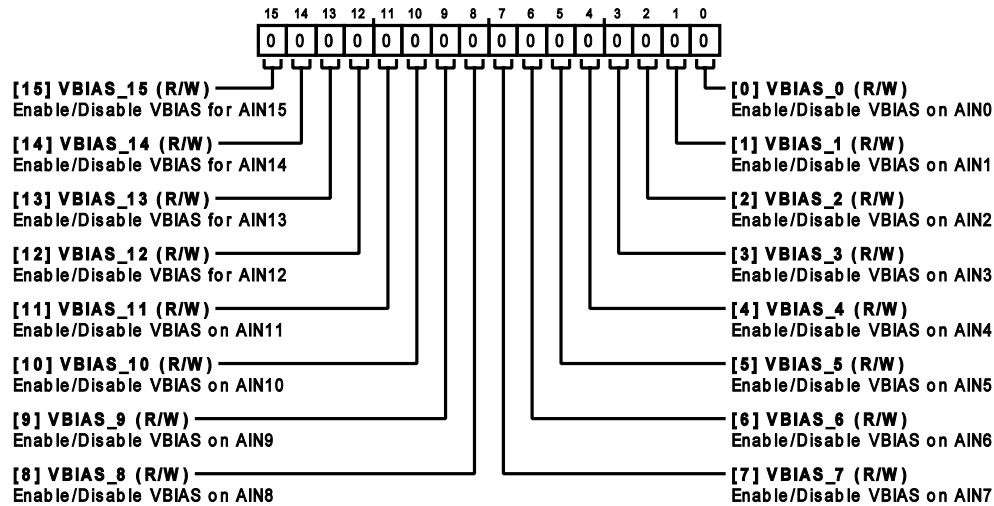 15 14 13 12 11 10 9 8 7 6 5 4 3 2 1 0
0 0 0 0 0 0 0 0 0 0 0 0 0 0 0 0
[15] VBIAS_15 (R/W)
Enable/Disable VBIAS for AIN15
[14] VBIAS_14 (R/W)
Enable/Disable VBIAS for AIN14
[13] VBIAS_13 (R/W)
Enable/Disable VBIAS for AIN13
[12] VBIAS_12 (R/W)
Enable/Disable VBIAS for AIN12
[11] VBIAS_11 (R/W)
Enable/Disable VBIAS on AIN11
[10] VBIAS_10 (R/W)
Enable/Disable VBIAS on AIN10
[9] VBIAS_9 (R/W)
Enable/Disable VBIAS on AIN9
[8] VBIAS_8 (R/W)
Enable/Disable VBIAS on AIN8
[0] VBIAS_0 (R/W)
Enable/Disable VBIAS on AIN0
[1] VBIAS_1 (R/W)
Enable/Disable VBIAS on AIN1
[2] VBIAS_2 (R/W)
Enable/Disable VBIAS on AIN2
[3] VBIAS_3 (R/W)
Enable/Disable VBIAS on AIN3
[4] VBIAS_4 (R/W)
Enable/Disable VBIAS on AIN4
[5] VBIAS_5 (R/W)
Enable/Disable VBIAS on AIN5
[6] VBIAS_6 (R/W)
Enable/Disable VBIAS on AIN6
[7] VBIAS_7 (R/W)
Enable/Disable VBIAS on AIN7